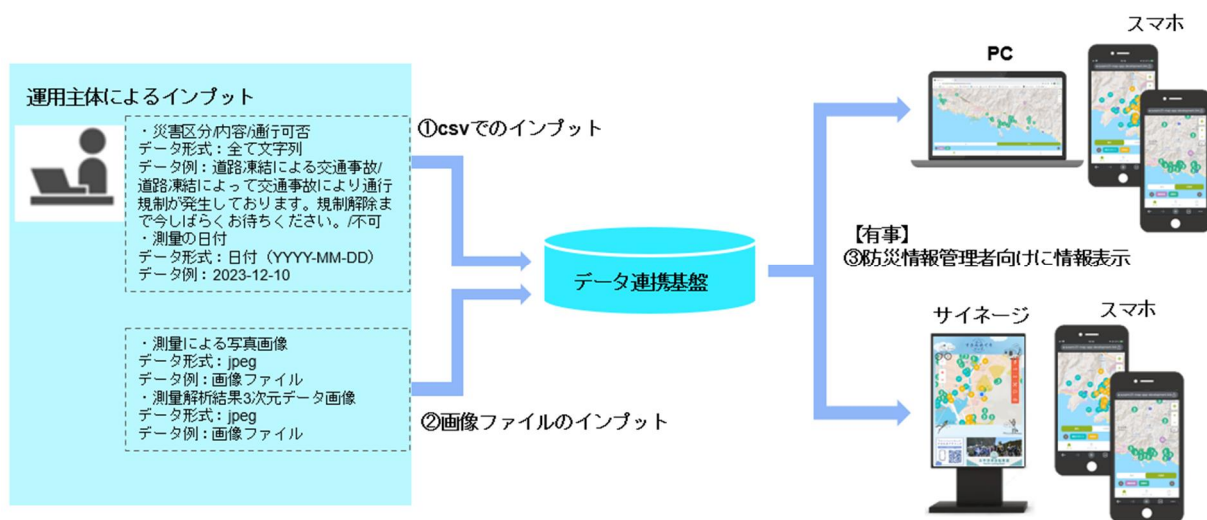 運用主体によるインプット
・災害区分/内容/通行可否
データ形式：全て文字列
データ例：道路凍結による交通事故/
道路凍結によって交通事故により通行
規制が発生しております。規制解除ま
で今しばらくお待ちください。/不可
・測量の日付
データ形式：日付（YYYY-MM-DD）
データ例：2023-12-10
・測量による写真画像
データ形式：jpeg
データ例：画像ファイル
・測量解析結果3次元データ画像
データ形式：jpeg
データ例：画像ファイル
①csvでのインプット
②画像ファイルのインプット
データ連携基盤
PC
スマホ
【有事】
③防災情報管理者向けに情報表示
サイネージ
スマホ